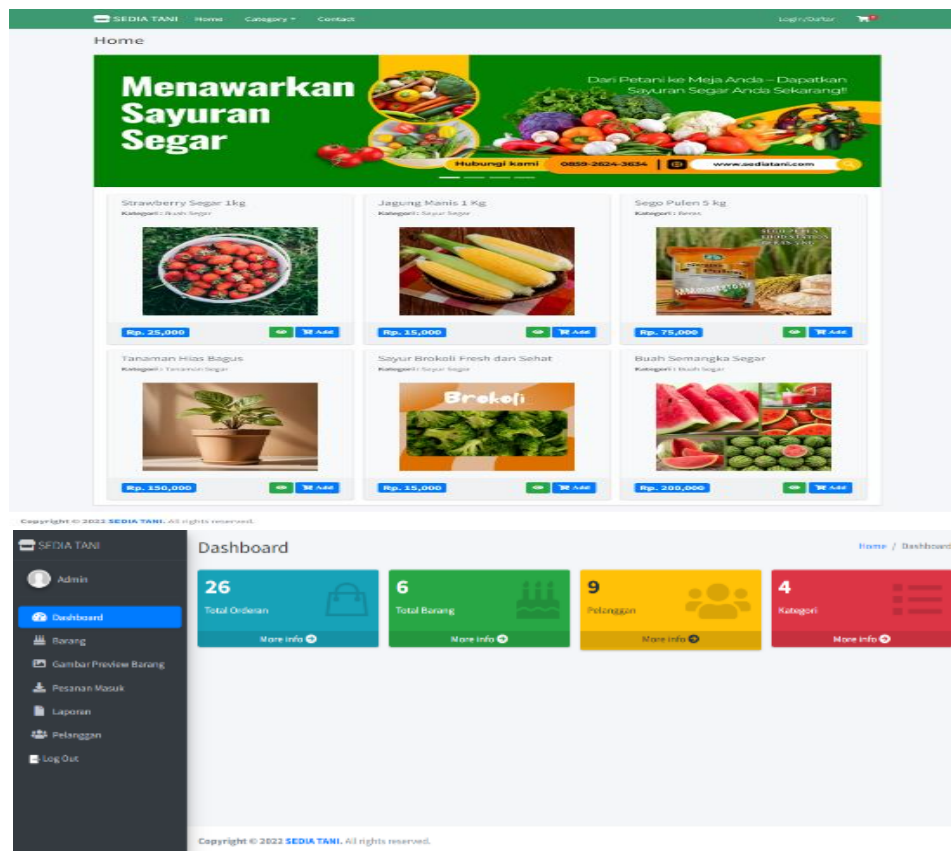 SEDIA TANI Home Category Contact Login/Daftar
Home
Menawarkan
Sayuran
Segar
Dari Petani ke Meja Anda – Dapatkan
Sayuran Segar Anda Sekarang!!
Hubungi kami 0859-2624-3634 www.sediatani.com
Strawberry Segar 1kg
Kategori : Buah Segar
Rp. 25,000 Add
Jagung Manis 1 Kg
Kategori : Sayur Segar
Rp. 15,000 Add
Sego Pulen 5 kg
Kategori : Beras
Rp. 75,000 Add
Tanaman Hias Bagus
Kategori : Tanaman Segar
Rp. 150,000 Add
Sayur Brokoli Fresh dan Sehat
Kategori : Sayur Segar
Brokoli
Rp. 15,000 Add
Buah Semangka Segar
Kategori : Buah Segar
Rp. 200,000 Add
Copyright © 2022 SEDIA TANI. All rights reserved.
SEDIA TANI
Admin
Dashboard
Barang
Gambar Preview Barang
Pesanan Masuk
Laporan
Pelanggan
Log Out
Dashboard
Home / Dashboard
26
Total Orderan
More info
6
Total Barang
More info
9
Pelanggan
More info
4
Kategori
More info
Copyright © 2022 SEDIA TANI. All rights reserved.